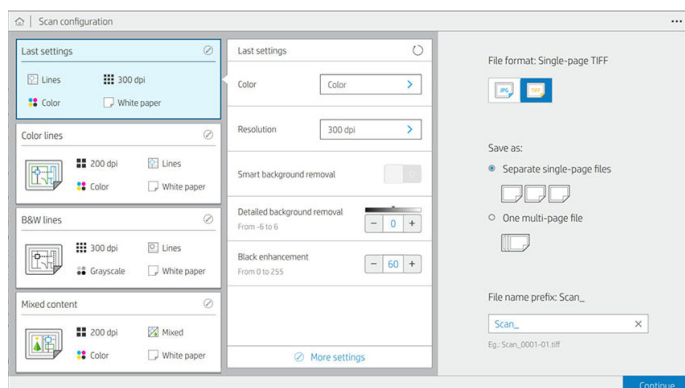 Scan configuration
Last settings
Lines
300 dpi
Color
White paper
Color lines
200 dpi
Lines
Color
White paper
B&W lines
300 dpi
Lines
Grayscale
White paper
Mixed content
200 dpi
Mixed
Color
White paper
Last settings
Color
Color
Resolution
300 dpi
Smart background removal
Detailed background removal
From -6 to 6
- 0 +
Black enhancement
From 0 to 255
- 60 +
More settings
File format: Single-page TIFF
JPG
TIFF
Save as:
Separate single-page files
One multi-page file
File name prefix: Scan_
Scan_
Eg.: Scan_0001-01.tiff
Continue